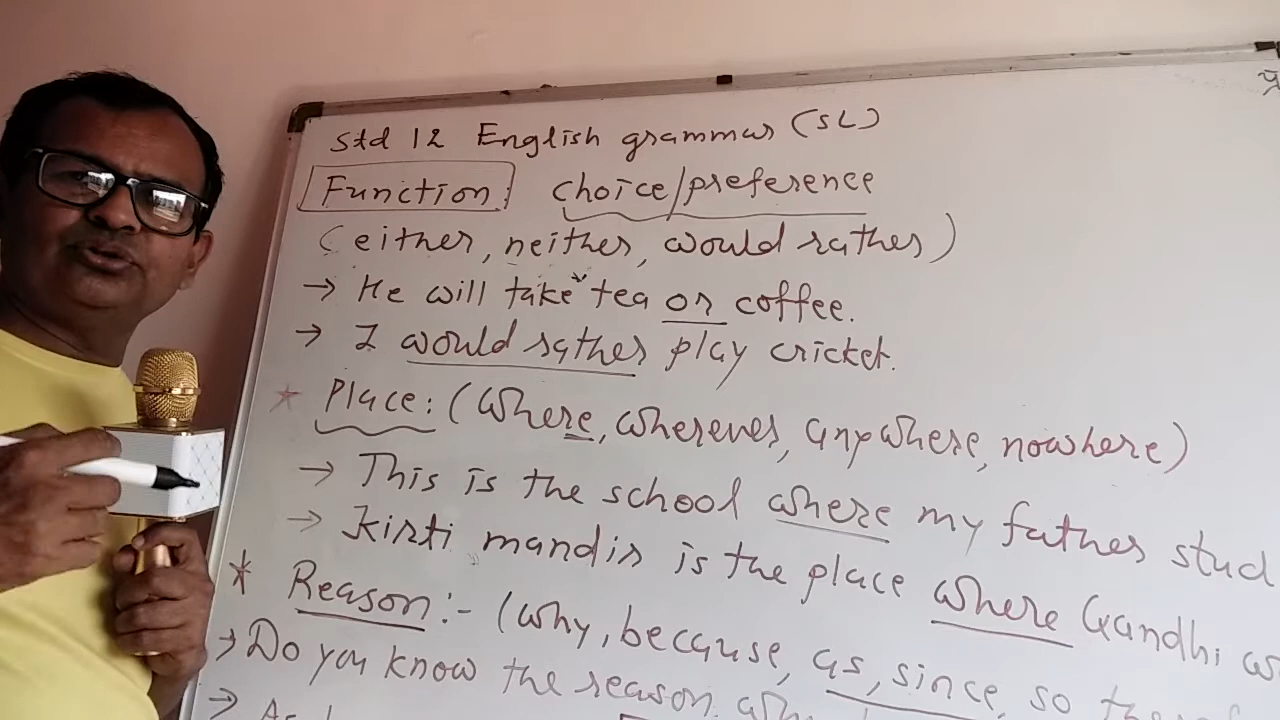 Std 12 English grammar (SL)
Function: choice/preference
(either, neither, would rather)
→ He will take tea or coffee.
→ I would rather play cricket.
* Place: (where, wherever, anywhere, nowhere)
→ This is the school where my father stud
→ Kirti mandir is the place where Gandhi
* Reason:- (why, because, as, since, so
→ Do you know the reason